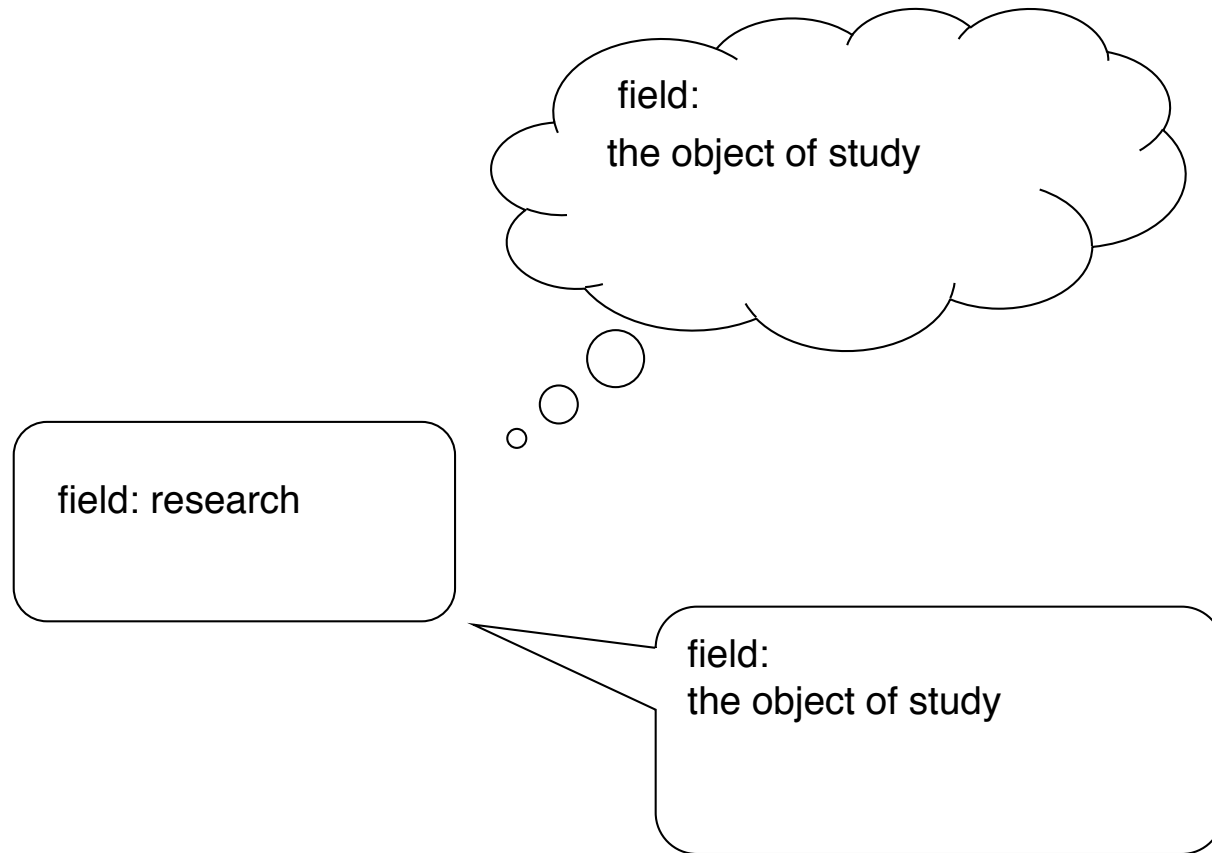 field:
the object of study
field: research
field:
the object of study